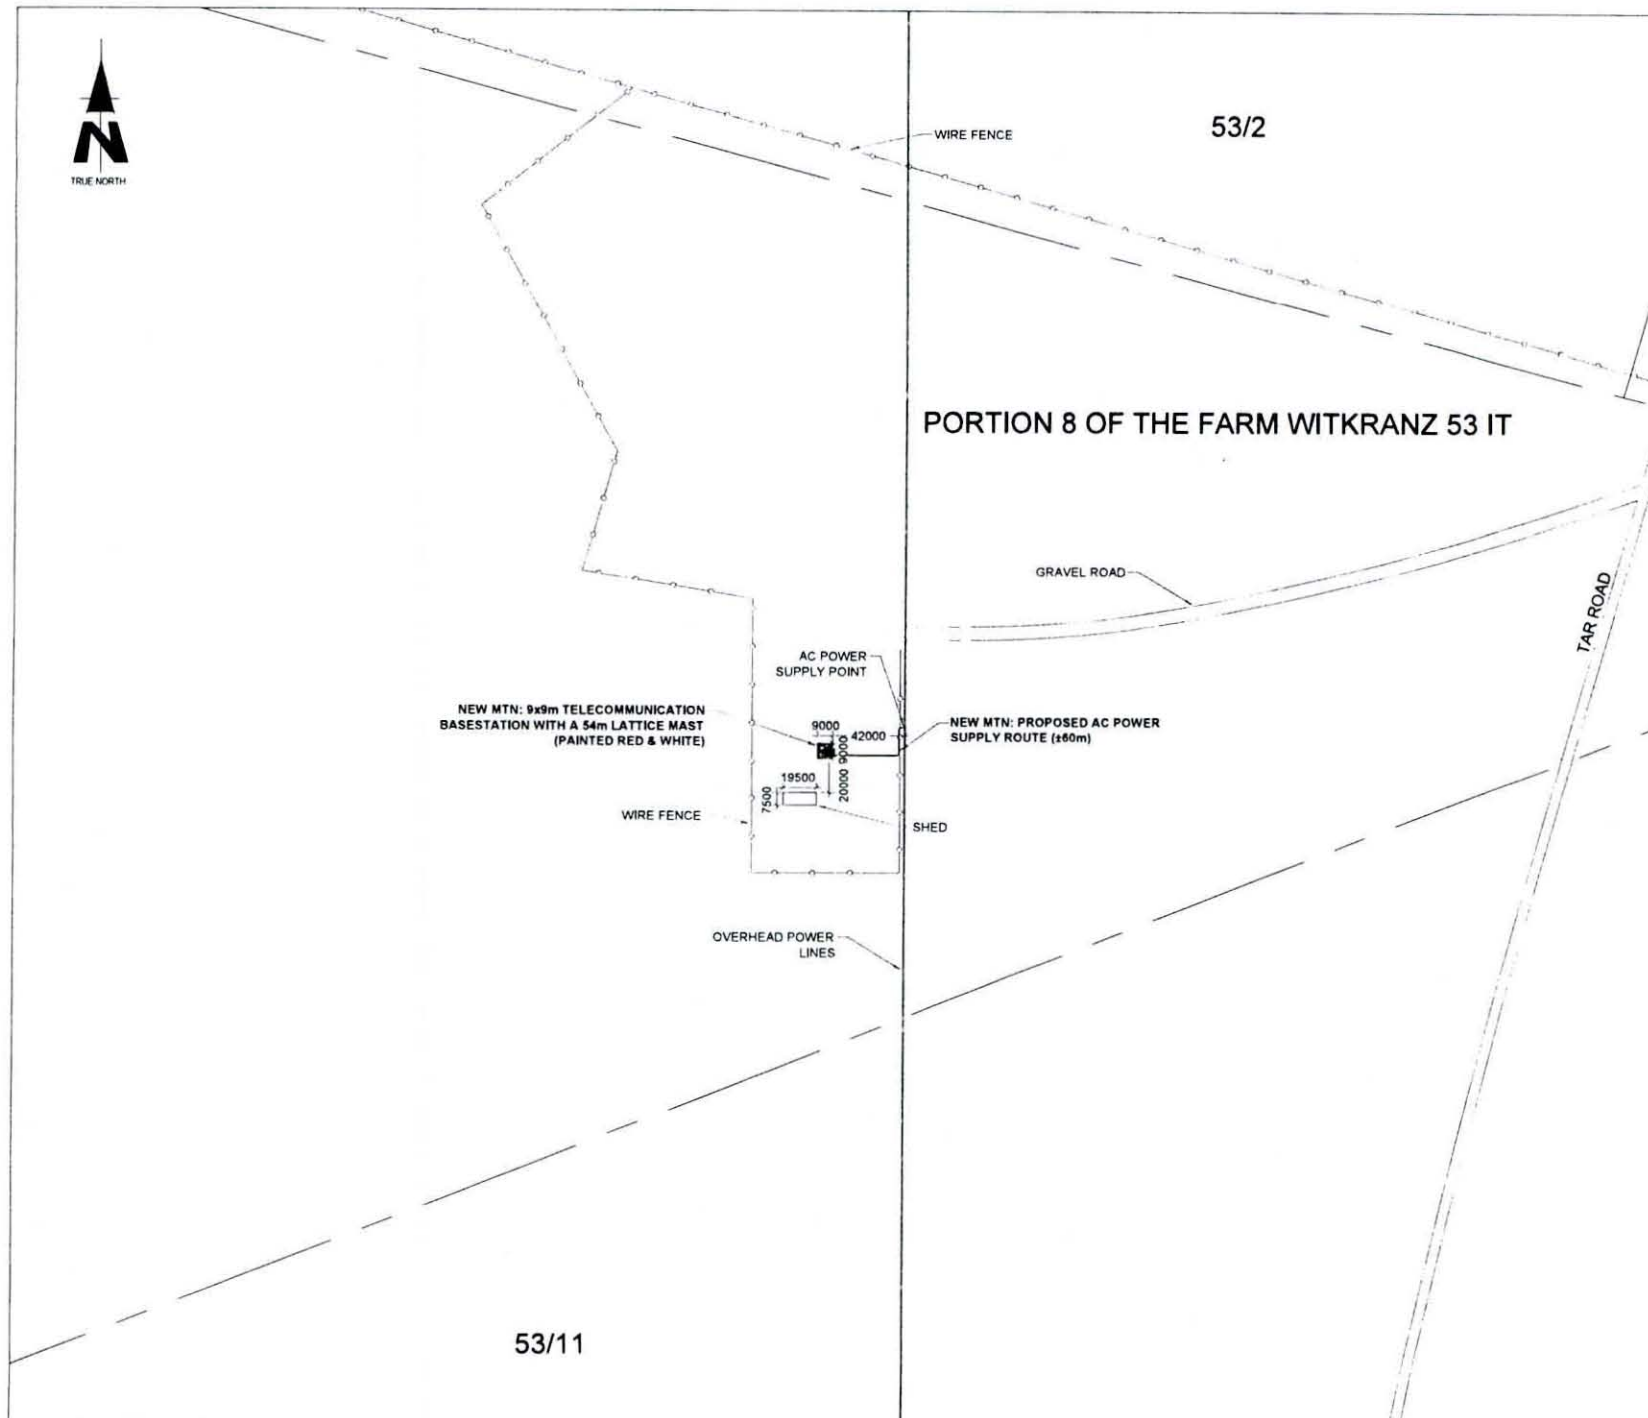 53/2
WIRE FENCE
N
TRUE NORTH
PORTION 8 OF THE FARM WITKRANZ 53 IT
GRAVEL ROAD
TAR ROAD
AC POWER
SUPPLY POINT
NEW MTN: 9x9m TELECOMMUNICATION
BASESTATION WITH A 54m LATTICE MAST
(PAINTED RED & WHITE)
9000
42000
NEW MTN: PROPOSED AC POWER
SUPPLY ROUTE (±60m)
9000
20000
19500
7500
WIRE FENCE
SHED
OVERHEAD POWER
LINES
53/11